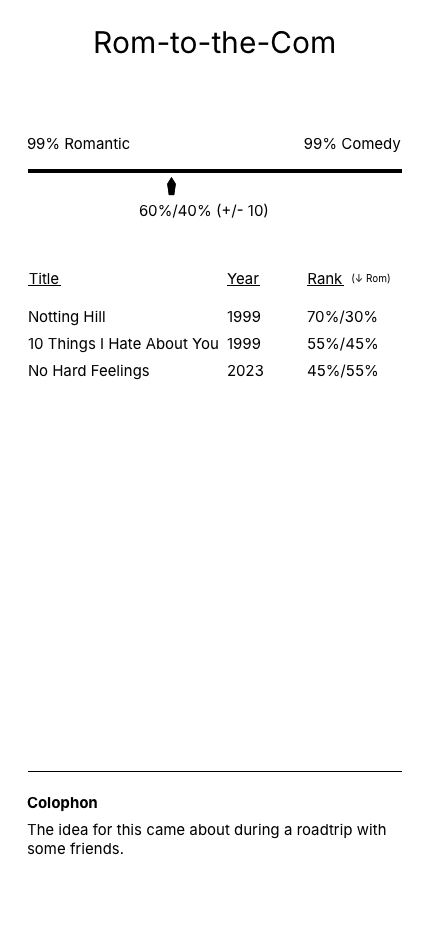 Rom-to-the-Com
99% Romantic 99% Comedy
60%/40% (+/- 10)
Title Year Rank (↓ Rom)
Notting Hill 1999 70%/30%
10 Things I Hate About You 1999 55%/45%
No Hard Feelings 2023 45%/55%
Colophon
The idea for this came about during a roadtrip with
some friends.